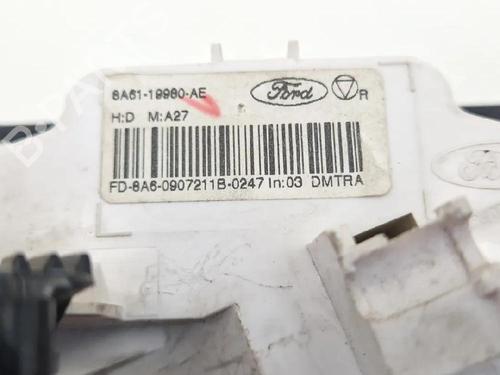 8A61-19980-AE
Ford
R
H:D M:A27
FD-8A6-0907211B-0247 In:03 DMTRA